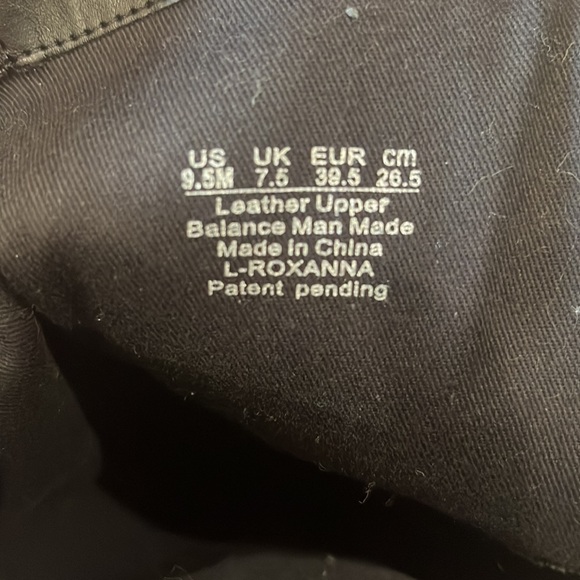 US UK EUR cm
9.5M 7.5 39.5 26.5
Leather Upper
Balance Man Made
Made in China
L-ROXANNA
Patent pending